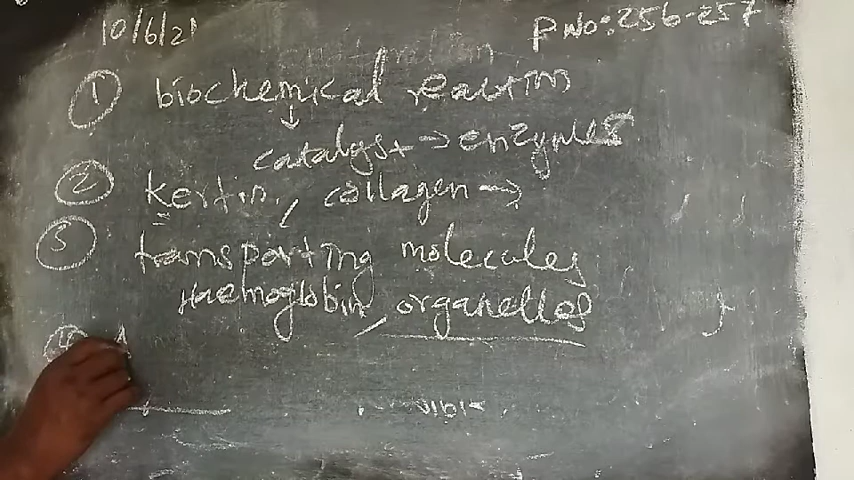 10/6/21
P NO: 256-257
① biochemical reactions
↓
catalyst → enzymes
② kertin, collagen →
③ transporting molecules
Haemoglobin, organelles